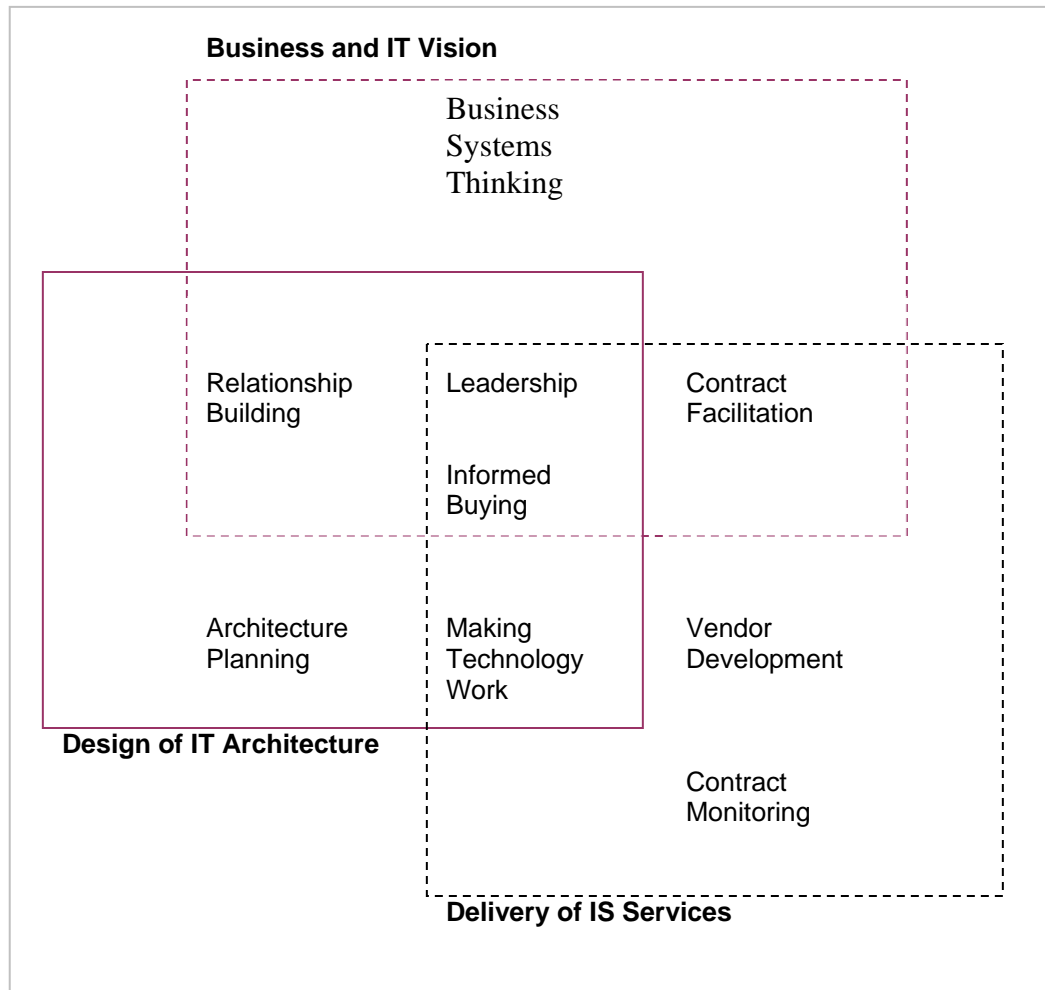 Business and IT Vision
Business
Systems
Thinking
Relationship
Building
Leadership
Contract
Facilitation
Informed
Buying
Architecture
Planning
Making
Technology
Work
Vendor
Development
Design of IT Architecture
Contract
Monitoring
Delivery of IS Services